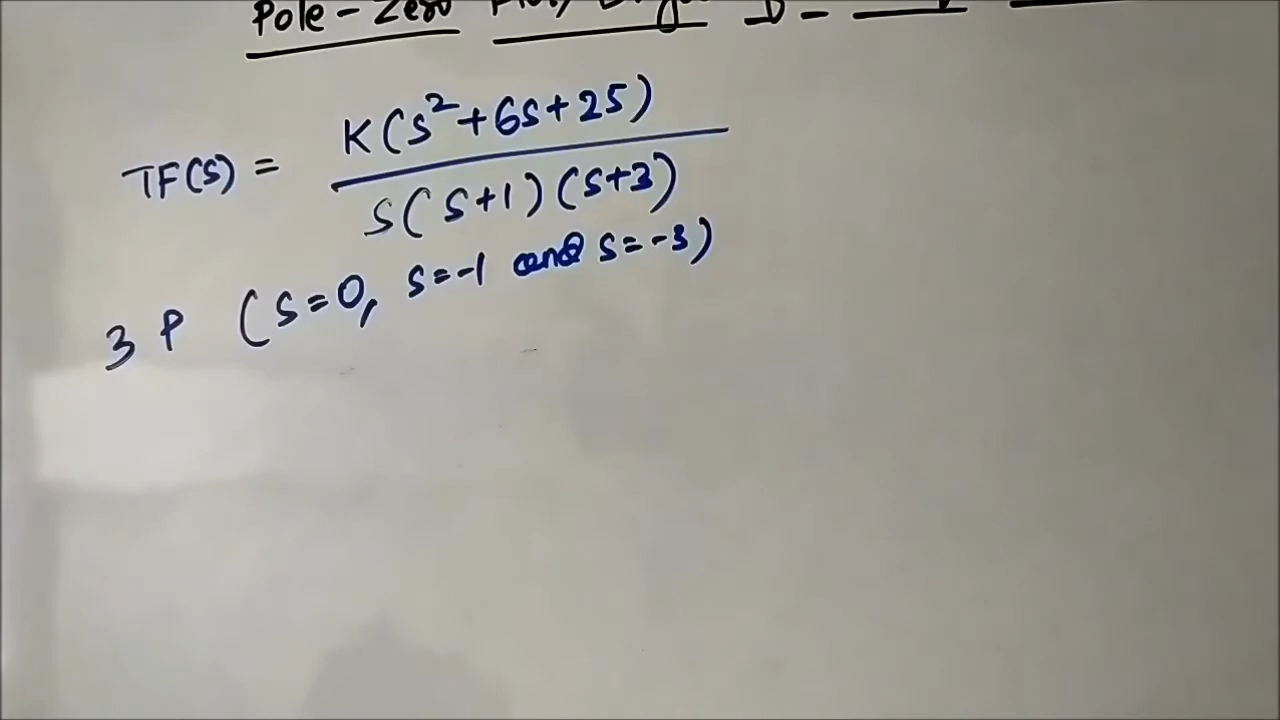 Pole-Zero
TF(S) = K(S²+6S+25)
S(S+1)(S+3)
3 P (S=0, S=-1 and S=-3)